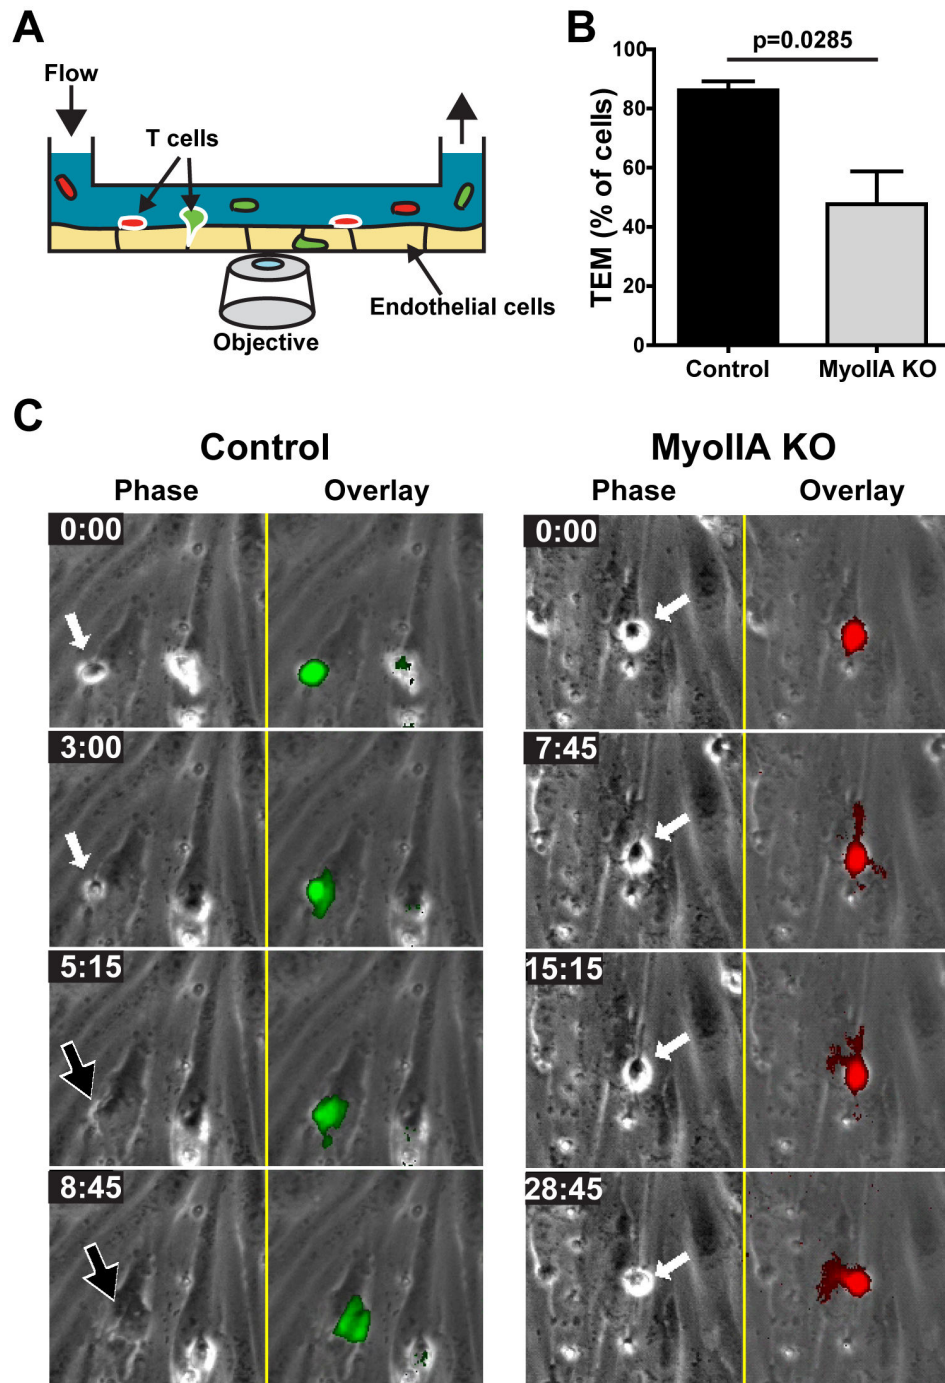 A
Flow
T cells
Endothelial cells
Objective
B
p=0.0285
TEM (% of cells)
100
80
60
40
20
0
Control
MyoIIA KO
C
Control
MyoIIA KO
Phase
Overlay
Phase
Overlay
0:00
0:00
3:00
7:45
5:15
15:15
8:45
28:45